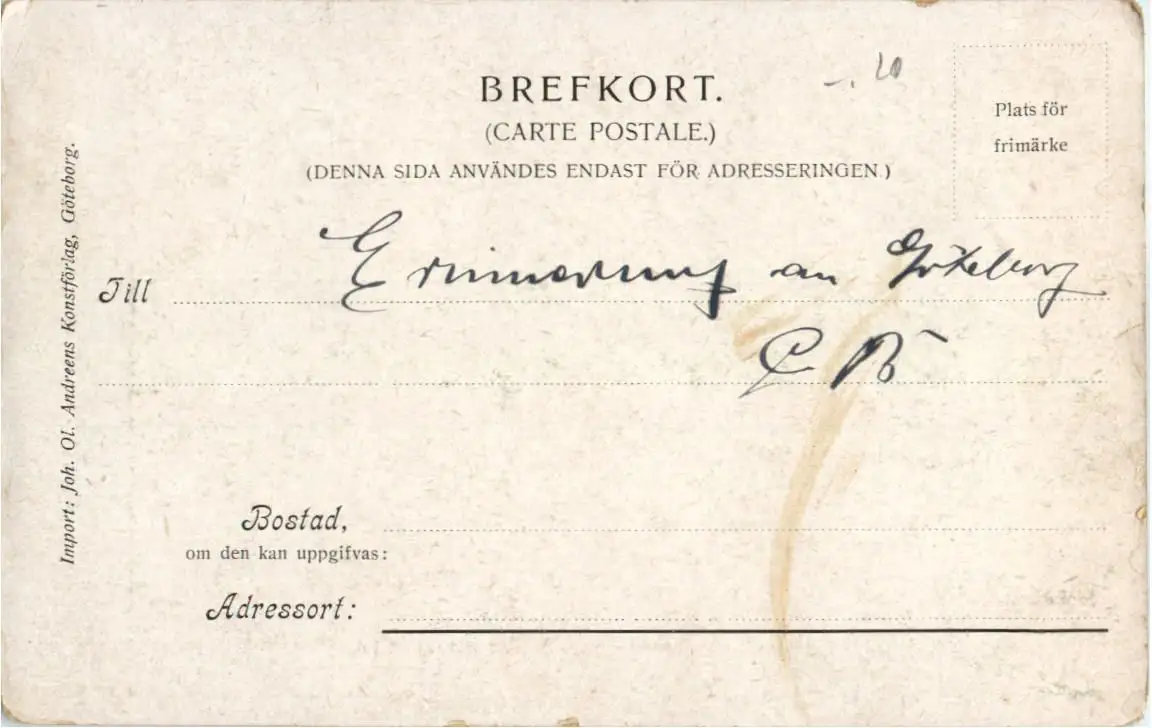 BREFKORT.
(CARTE POSTALE.)
(DENNA SIDA ANVÄNDES ENDAST FÖR ADRESSERINGEN.)
-.20
Plats för
frimärke
Till Erinnerung an Göteborg
Bostad,
om den kan uppgifvas:
Adressort:
Import: Joh. Ol. Andreens Konstförlag, Göteborg.